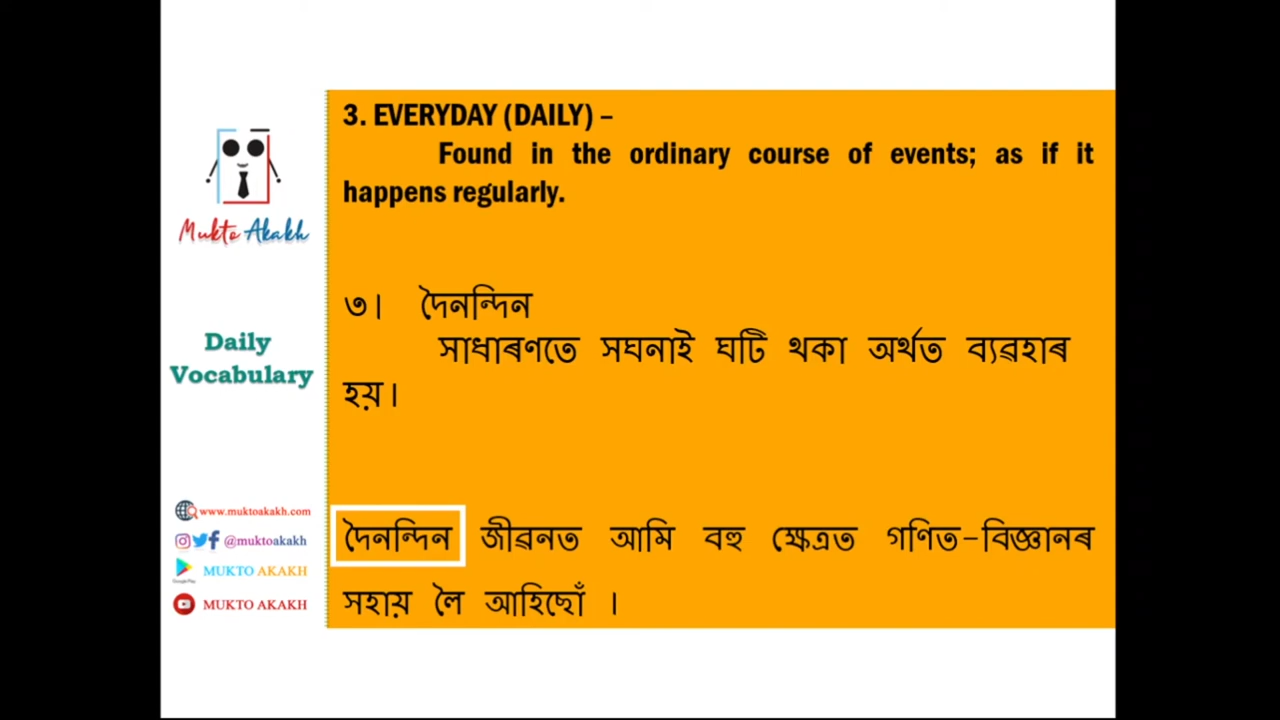 3. EVERYDAY (DAILY) –
Found in the ordinary course of events; as if it
happens regularly.
Mukto Akakh
৩। দৈনন্দিন
সাধাৰণতে সঘনাই ঘটি থকা অৰ্থত ব্যৱহাৰ
হয়।
Daily
Vocabulary
www.muktoakakh.com
@muktoakakh
Google Play
MUKTO AKAKH
MUKTO AKAKH
দৈনন্দিন জীৱনত আমি বহু ক্ষেত্ৰত গণিত-বিজ্ঞানৰ
সহায় লৈ আহিছোঁ ।